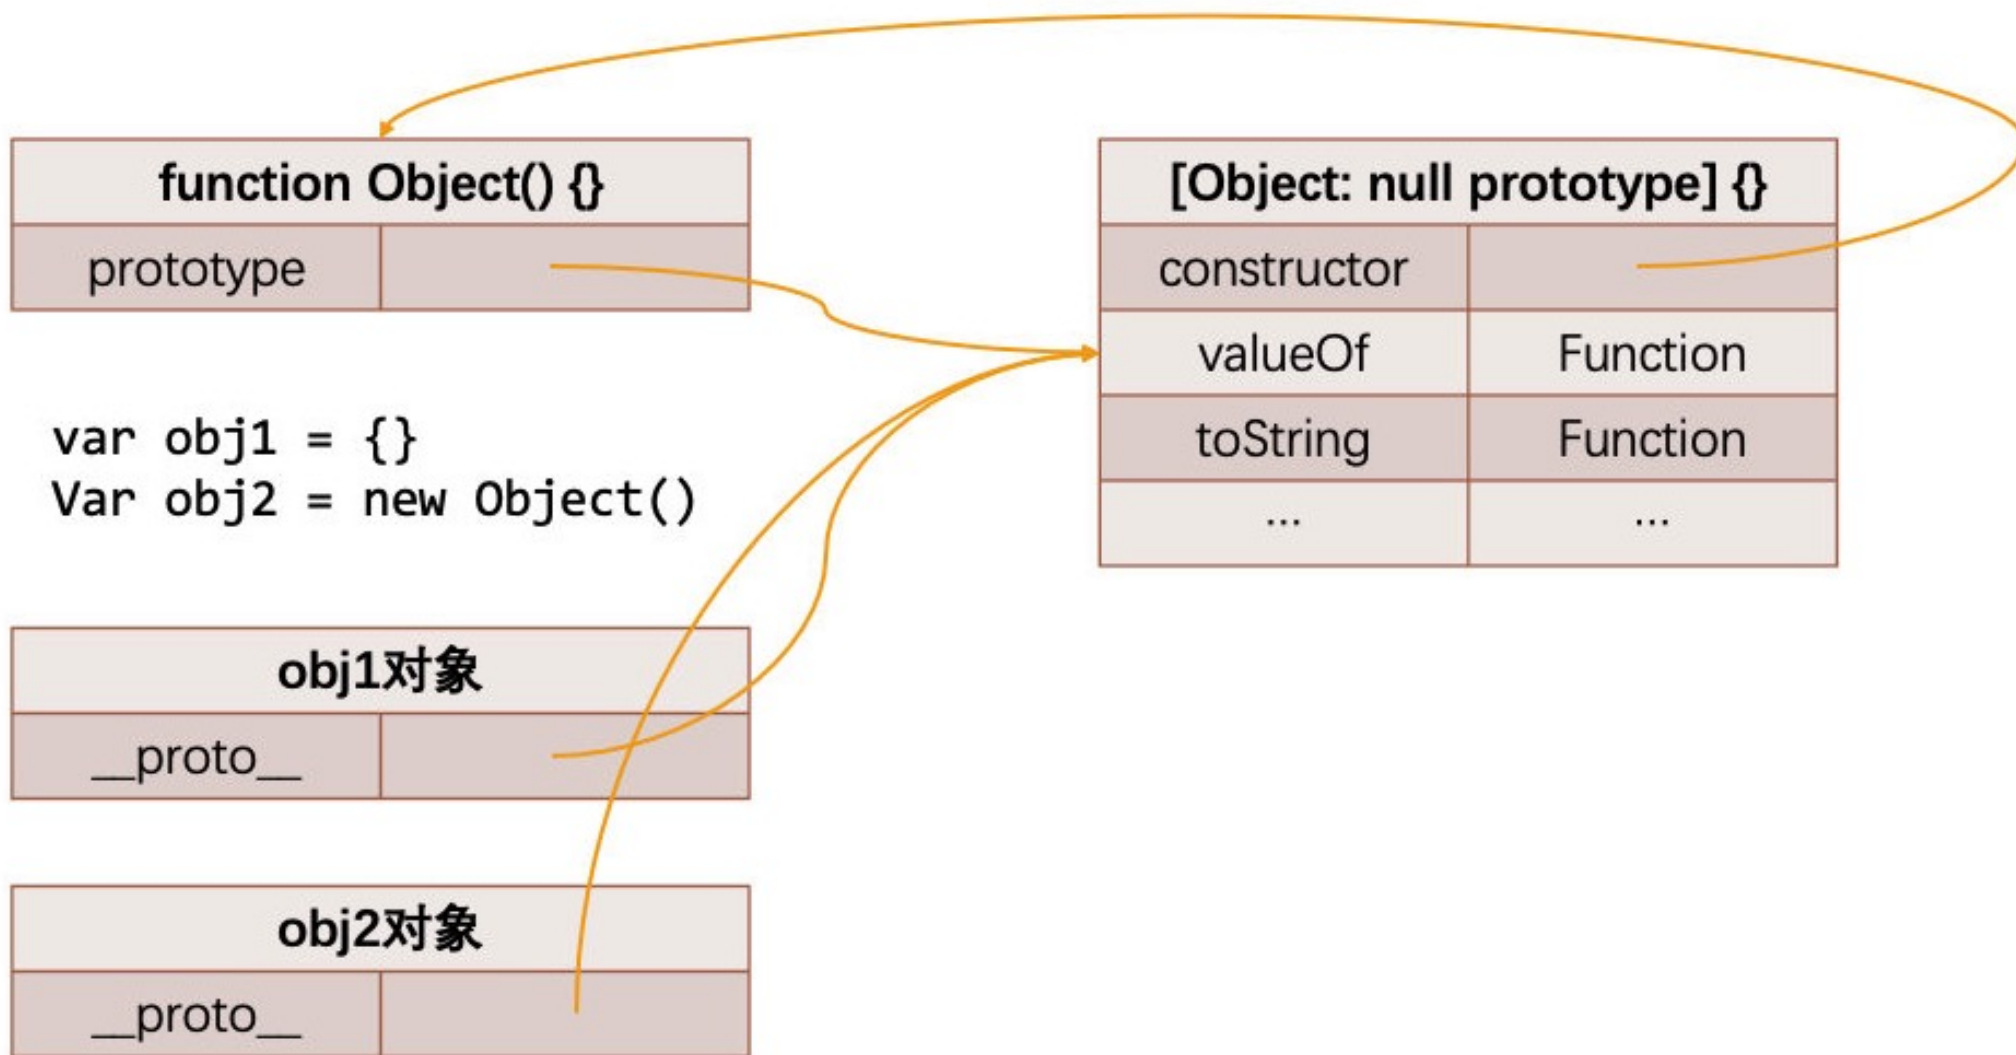 function Object() {}
prototype
[Object: null prototype] {}
constructor
valueOf Function
toString Function
... ...
var obj1 = {}
Var obj2 = new Object()
obj1对象
__proto__
obj2对象
__proto__